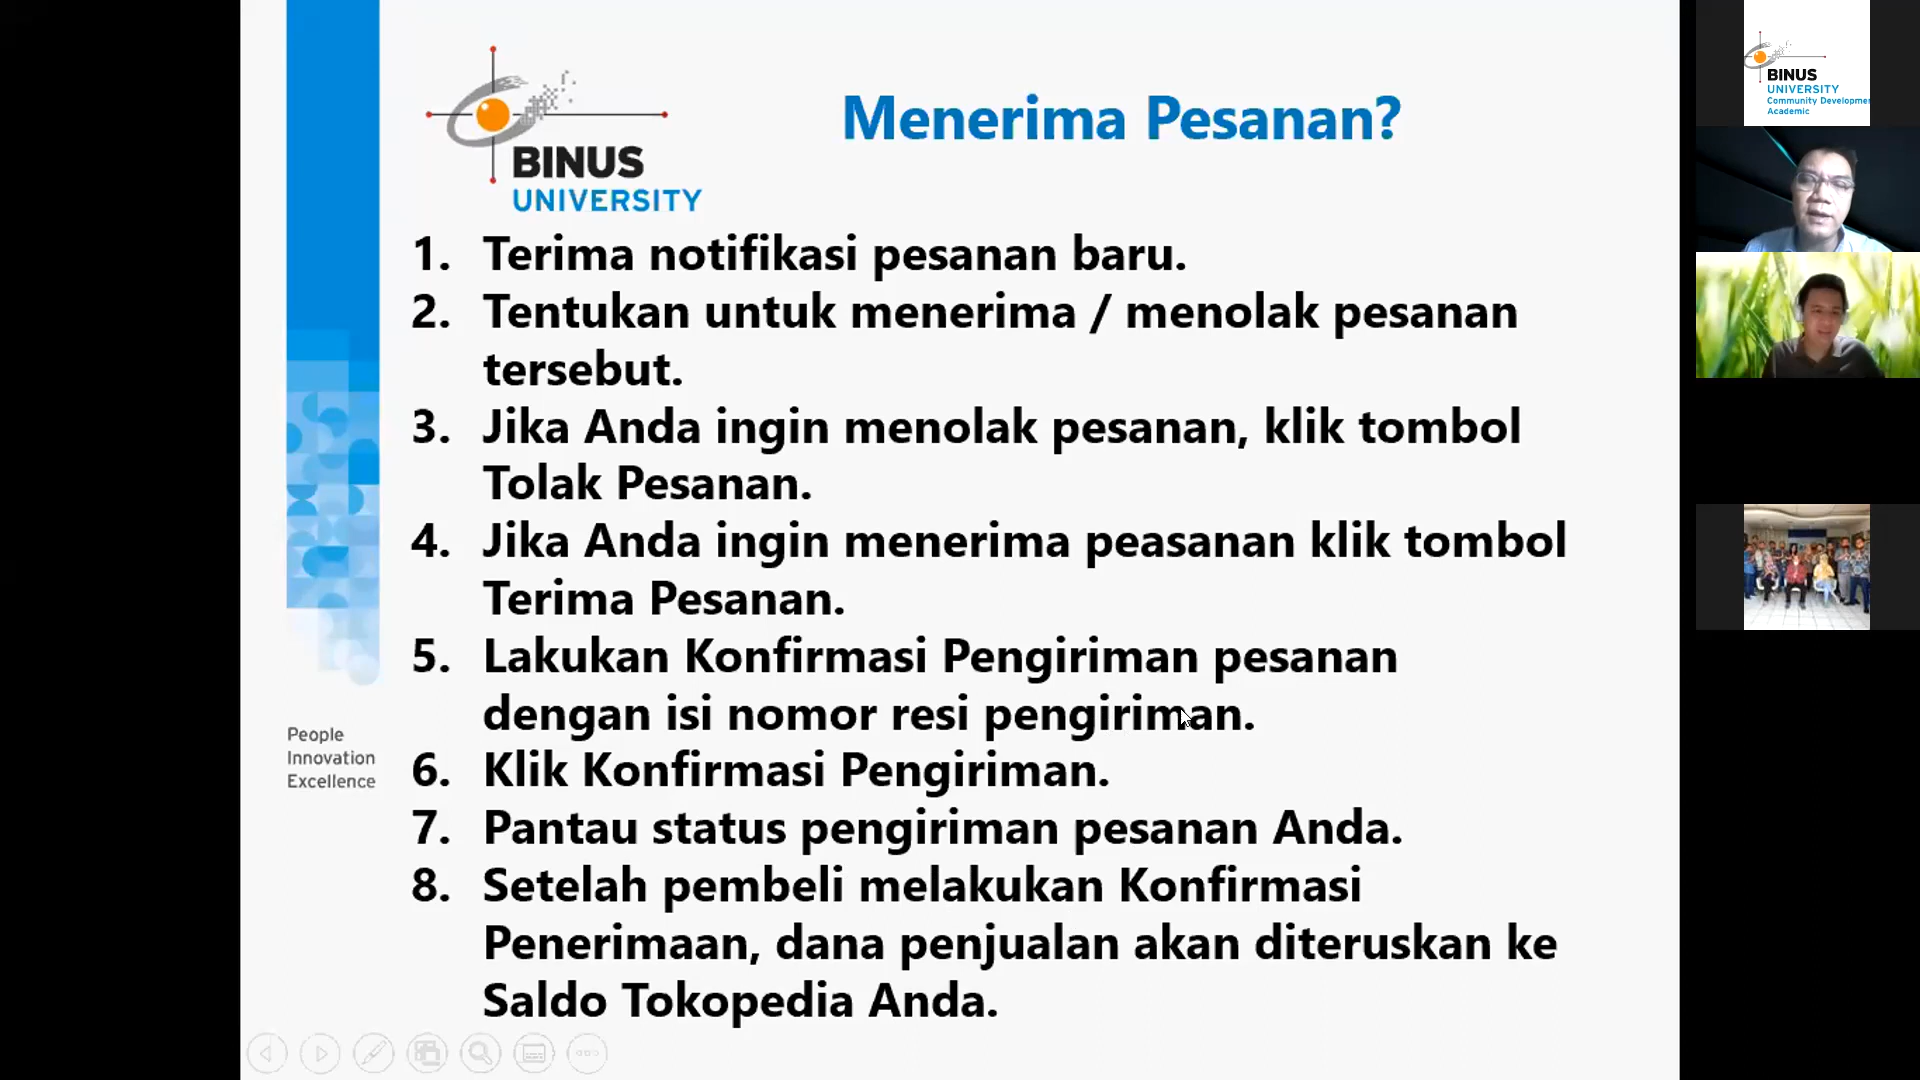 BINUS
UNIVERSITY
Menerima Pesanan?
1. Terima notifikasi pesanan baru.
2. Tentukan untuk menerima / menolak pesanan
tersebut.
3. Jika Anda ingin menolak pesanan, klik tombol
Tolak Pesanan.
4. Jika Anda ingin menerima peasanan klik tombol
Terima Pesanan.
5. Lakukan Konfirmasi Pengiriman pesanan
dengan isi nomor resi pengiriman.
6. Klik Konfirmasi Pengiriman.
7. Pantau status pengiriman pesanan Anda.
8. Setelah pembeli melakukan Konfirmasi
Penerimaan, dana penjualan akan diteruskan ke
Saldo Tokopedia Anda.
People
Innovation
Excellence
BINUS
UNIVERSITY
Community Developme
Academic